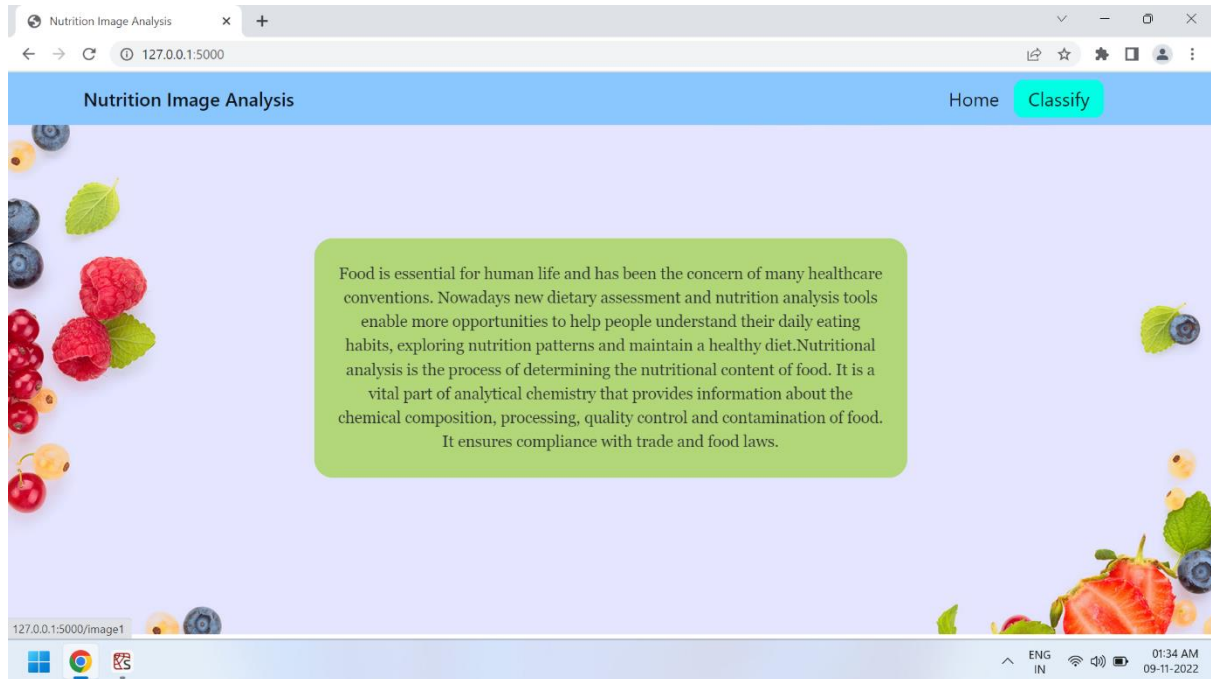 Nutrition Image Analysis
127.0.0.1:5000
Nutrition Image Analysis
Home
Classify
Food is essential for human life and has been the concern of many healthcare
conventions. Nowadays new dietary assessment and nutrition analysis tools
enable more opportunities to help people understand their daily eating
habits, exploring nutrition patterns and maintain a healthy diet.Nutritional
analysis is the process of determining the nutritional content of food. It is a
vital part of analytical chemistry that provides information about the
chemical composition, processing, quality control and contamination of food.
It ensures compliance with trade and food laws.
127.0.0.1:5000/image1
ENG
IN
01:34 AM
09-11-2022